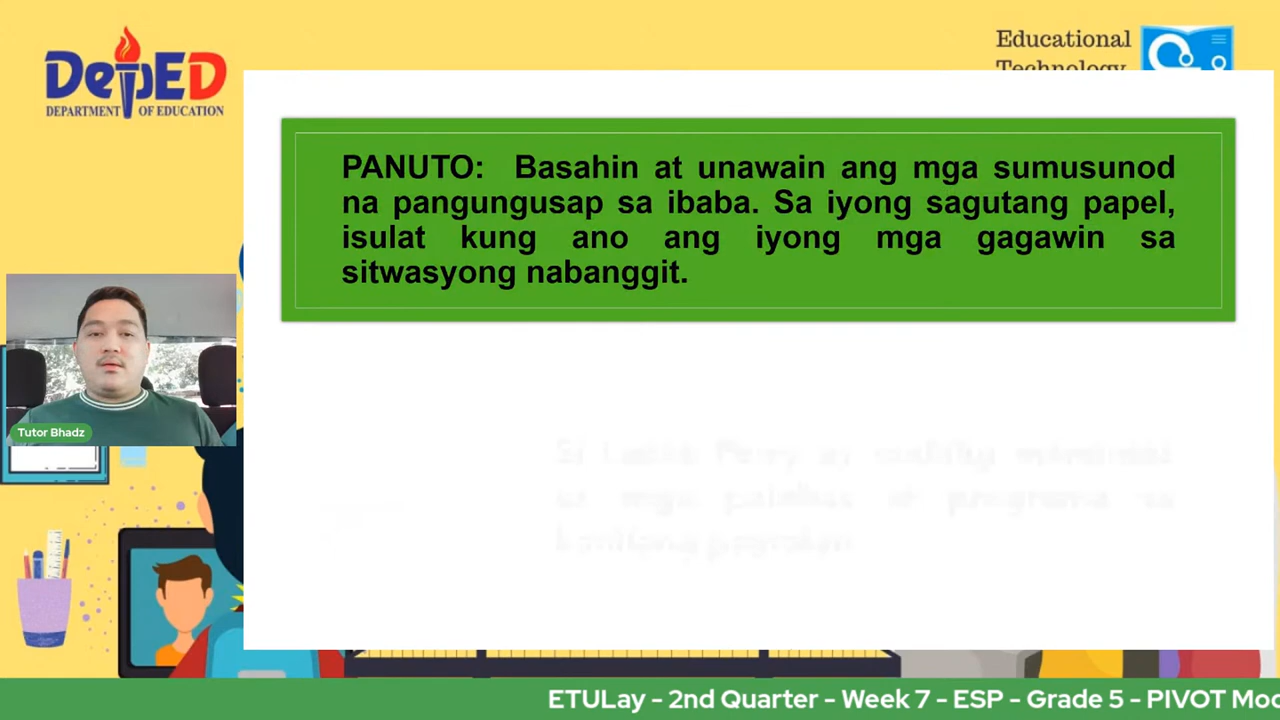 DepED
DEPARTMENT OF EDUCATION
Educational
Technology
PANUTO: Basahin at unawain ang mga sumusunod
na pangungusap sa ibaba. Sa iyong sagutang papel,
isulat kung ano ang iyong mga gagawin sa
sitwasyong nabanggit.
Tutor Bhadz
ETULay - 2nd Quarter - Week 7 - ESP - Grade 5 - PIVOT